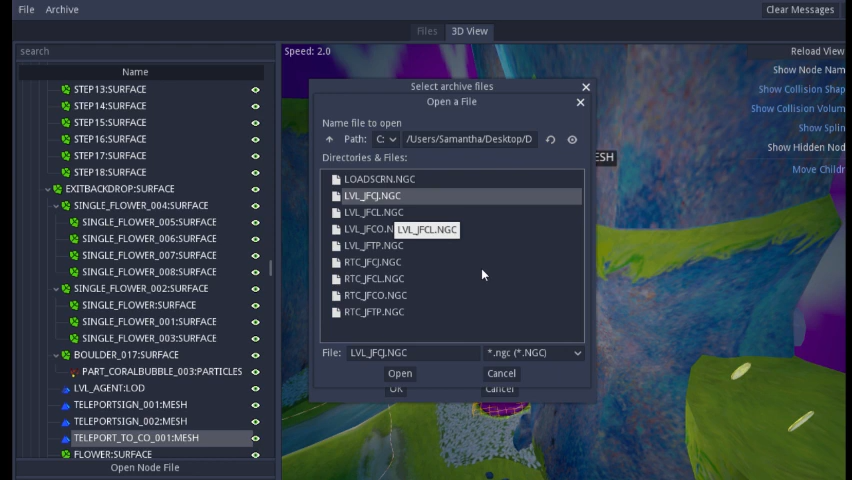 File Archive Clear Messages
Files 3D View
search
Speed: 2.0
Reload View
Name
Show Node Nam
Show Collision Shap
Show Collision Volum
Show Splin
Show Hidden Nod
Move Childr
STEP13:SURFACE
STEP14:SURFACE
STEP15:SURFACE
STEP16:SURFACE
STEP17:SURFACE
STEP18:SURFACE
EXITBACKDROP:SURFACE
SINGLE_FLOWER_004:SURFACE
SINGLE_FLOWER_005:SURFACE
SINGLE_FLOWER_006:SURFACE
SINGLE_FLOWER_007:SURFACE
SINGLE_FLOWER_008:SURFACE
SINGLE_FLOWER_002:SURFACE
SINGLE_FLOWER:SURFACE
SINGLE_FLOWER_001:SURFACE
SINGLE_FLOWER_003:SURFACE
BOULDER_017:SURFACE
PART_CORALBUBBLE_003:PARTICLES
LVL_AGENT:LOD
TELEPORTSIGN_001:MESH
TELEPORTSIGN_002:MESH
TELEPORT_TO_CO_001:MESH
FLOWER:SURFACE
Open Node File
Select archive files
Open a File
Name file to open
Path: C: /Users/Samantha/Desktop/D
Directories & Files:
ESH
LOADSCRN.NGC
LVL_JFCJ.NGC
LVL_JFCL.NGC
LVL_JFCO.N
LVL_JFCL.NGC
LVL_JFTP.NGC
RTC_JFCJ.NGC
RTC_JFCL.NGC
RTC_JFCO.NGC
RTC_JFTP.NGC
File: LVL_JFCJ.NGC *.ngc (*.NGC)
Open Cancel
OK Cancel